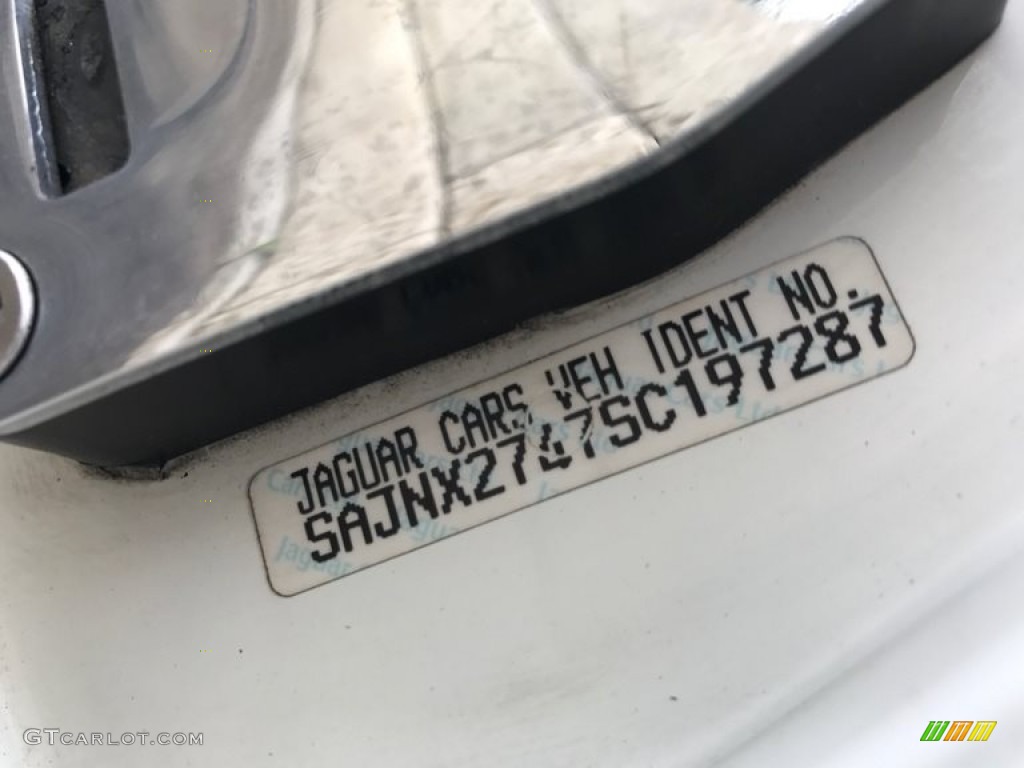 JAGUAR CARS, VEH IDENT NO.
SAJNX2747SC197287
GTCARLOT.COM